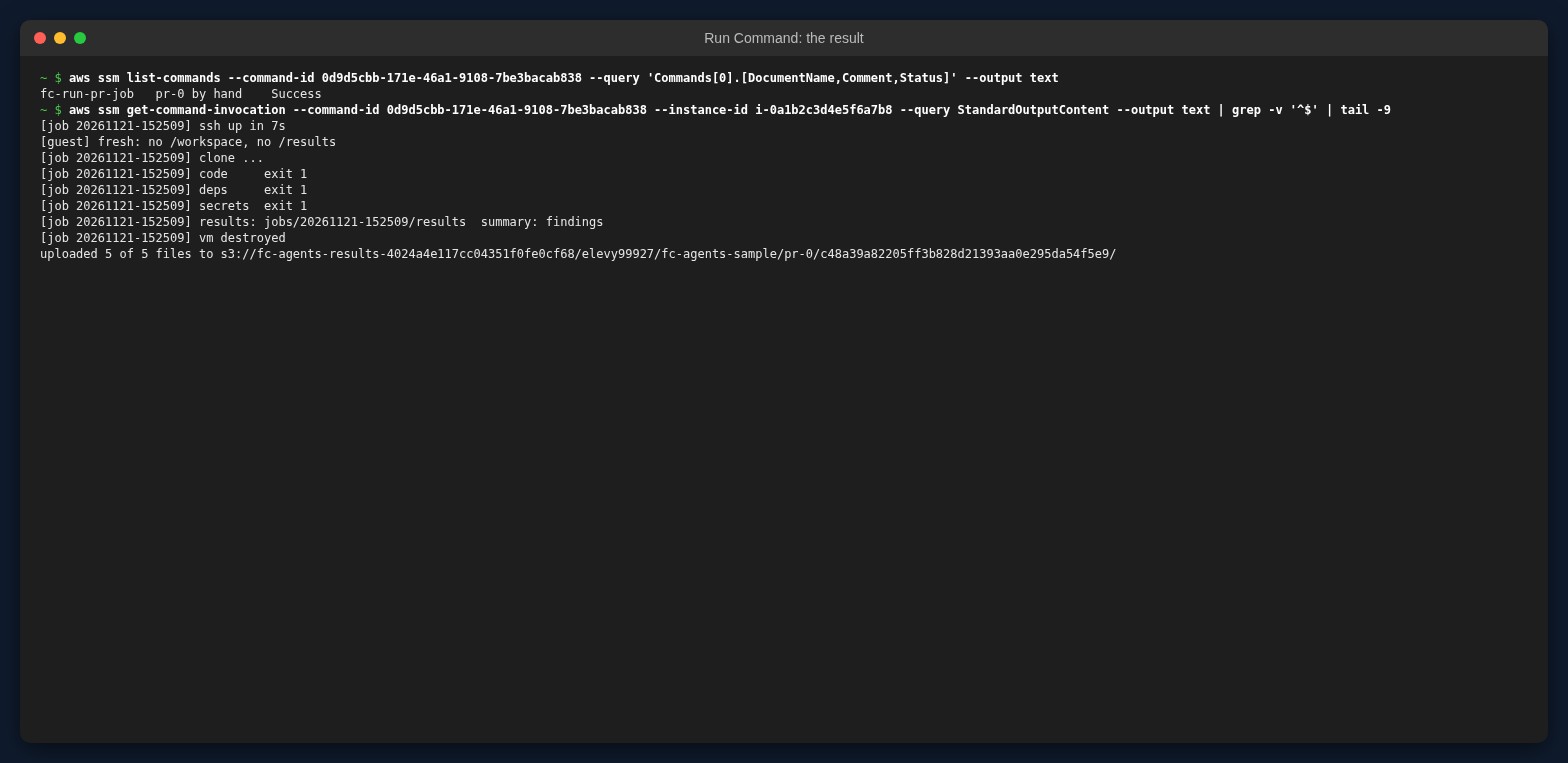 Run Command: the result
~ $ aws ssm list-commands --command-id 0d9d5cbb-171e-46a1-9108-7be3bacab838 --query 'Commands[0].[DocumentName,Comment,Status]' --output text
fc-run-pr-job   pr-0 by hand    Success
~ $ aws ssm get-command-invocation --command-id 0d9d5cbb-171e-46a1-9108-7be3bacab838 --instance-id i-0a1b2c3d4e5f6a7b8 --query StandardOutputContent --output text | grep -v '^$' | tail -9
[job 20261121-152509] ssh up in 7s
[guest] fresh: no /workspace, no /results
[job 20261121-152509] clone ...
[job 20261121-152509] code     exit 1
[job 20261121-152509] deps     exit 1
[job 20261121-152509] secrets  exit 1
[job 20261121-152509] results: jobs/20261121-152509/results  summary: findings
[job 20261121-152509] vm destroyed
uploaded 5 of 5 files to s3://fc-agents-results-4024a4e117cc04351f0fe0cf68/elevy99927/fc-agents-sample/pr-0/c48a39a82205ff3b828d21393aa0e295da54f5e9/